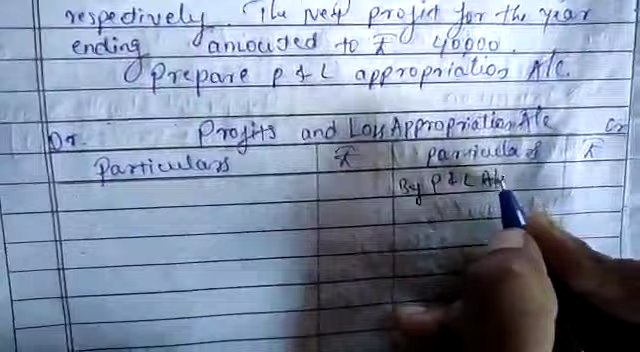 respectively. The Net profit for the year
ending amounted to ₹ 40000.
Prepare P & L appropriation A/c.
Dr. Profits and Loss Appropriation A/c Cr
Particulars ₹ particulars ₹
By P & L A/c